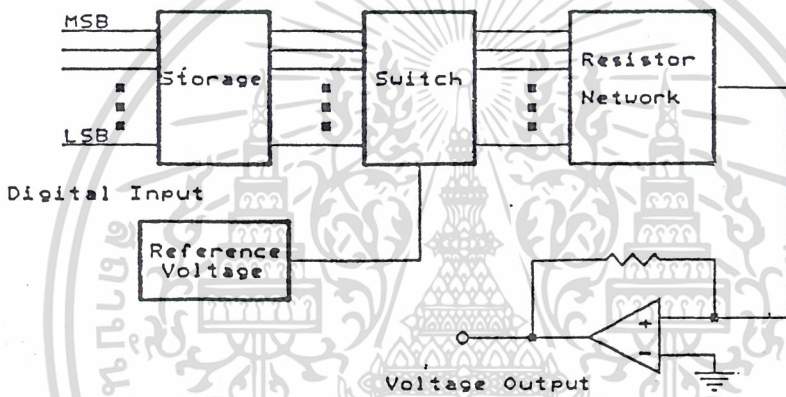 MSB
Storage
Switch
Resistor
Network
LSB
Digital Input
Reference
Voltage
+
-
Voltage Output